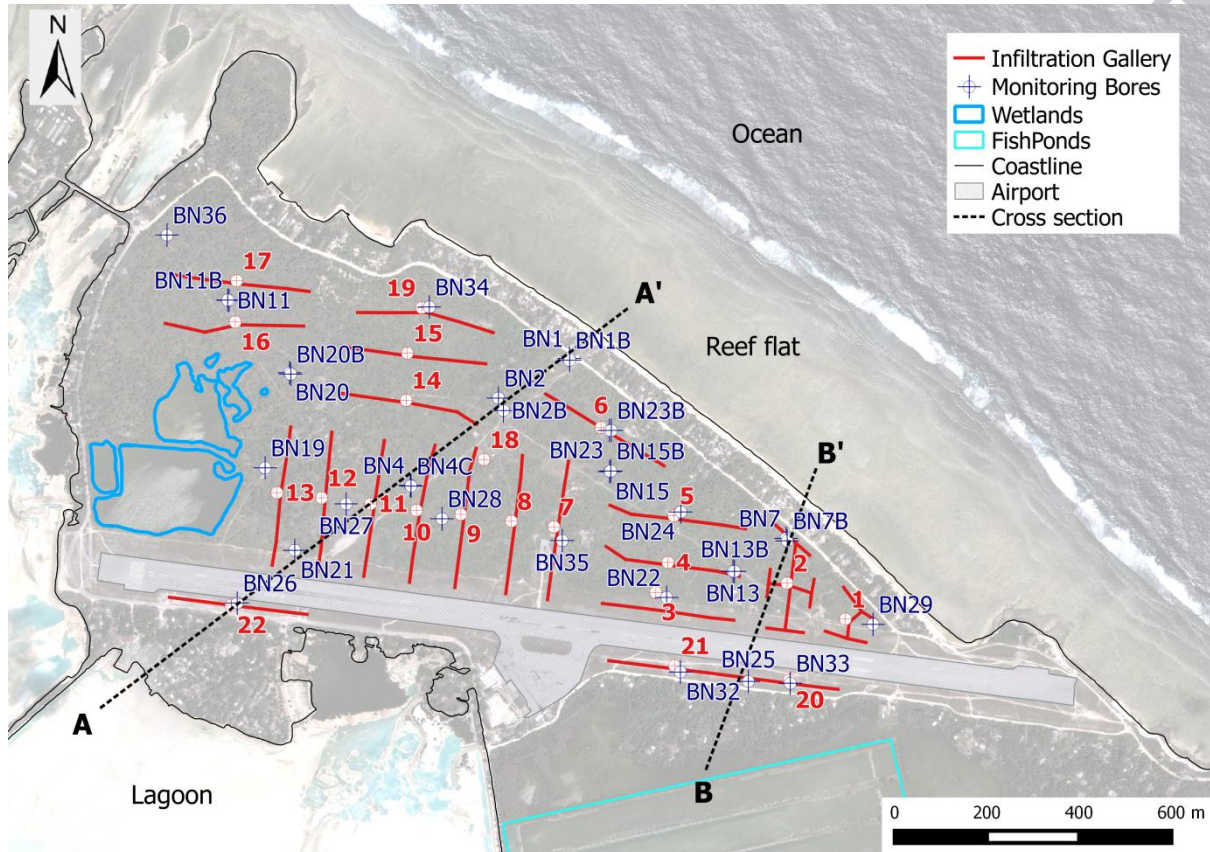 N
Infiltration Gallery
Monitoring Bores
Wetlands
FishPonds
Coastline
Airport
Cross section
Ocean
BN36
17
BN11B
BN11
16
19
BN34
15
A'
Reef flat
BN1
BN1B
BN20B
BN20
14
BN2
BN2B
6
BN23B
BN23
BN15B
BN15
18
B'
BN19
13
12
BN4
BN4C
11
10
BN28
9
8
7
5
BN24
BN7
BN7B
BN27
BN21
BN35
4
BN13B
BN13
2
BN22
3
1
BN29
BN26
22
21
BN25
BN33
BN32
20
A
B
Lagoon
0 200 400 600 m